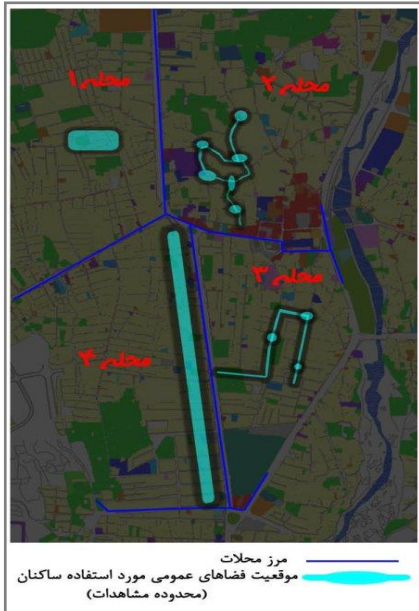 محله ۱
محله ۲
محله ۳
محله ۴
مرز محلات
موقعیت فضاهای عمومی مورد استفاده ساکنان
(محدوده مشاهدات)